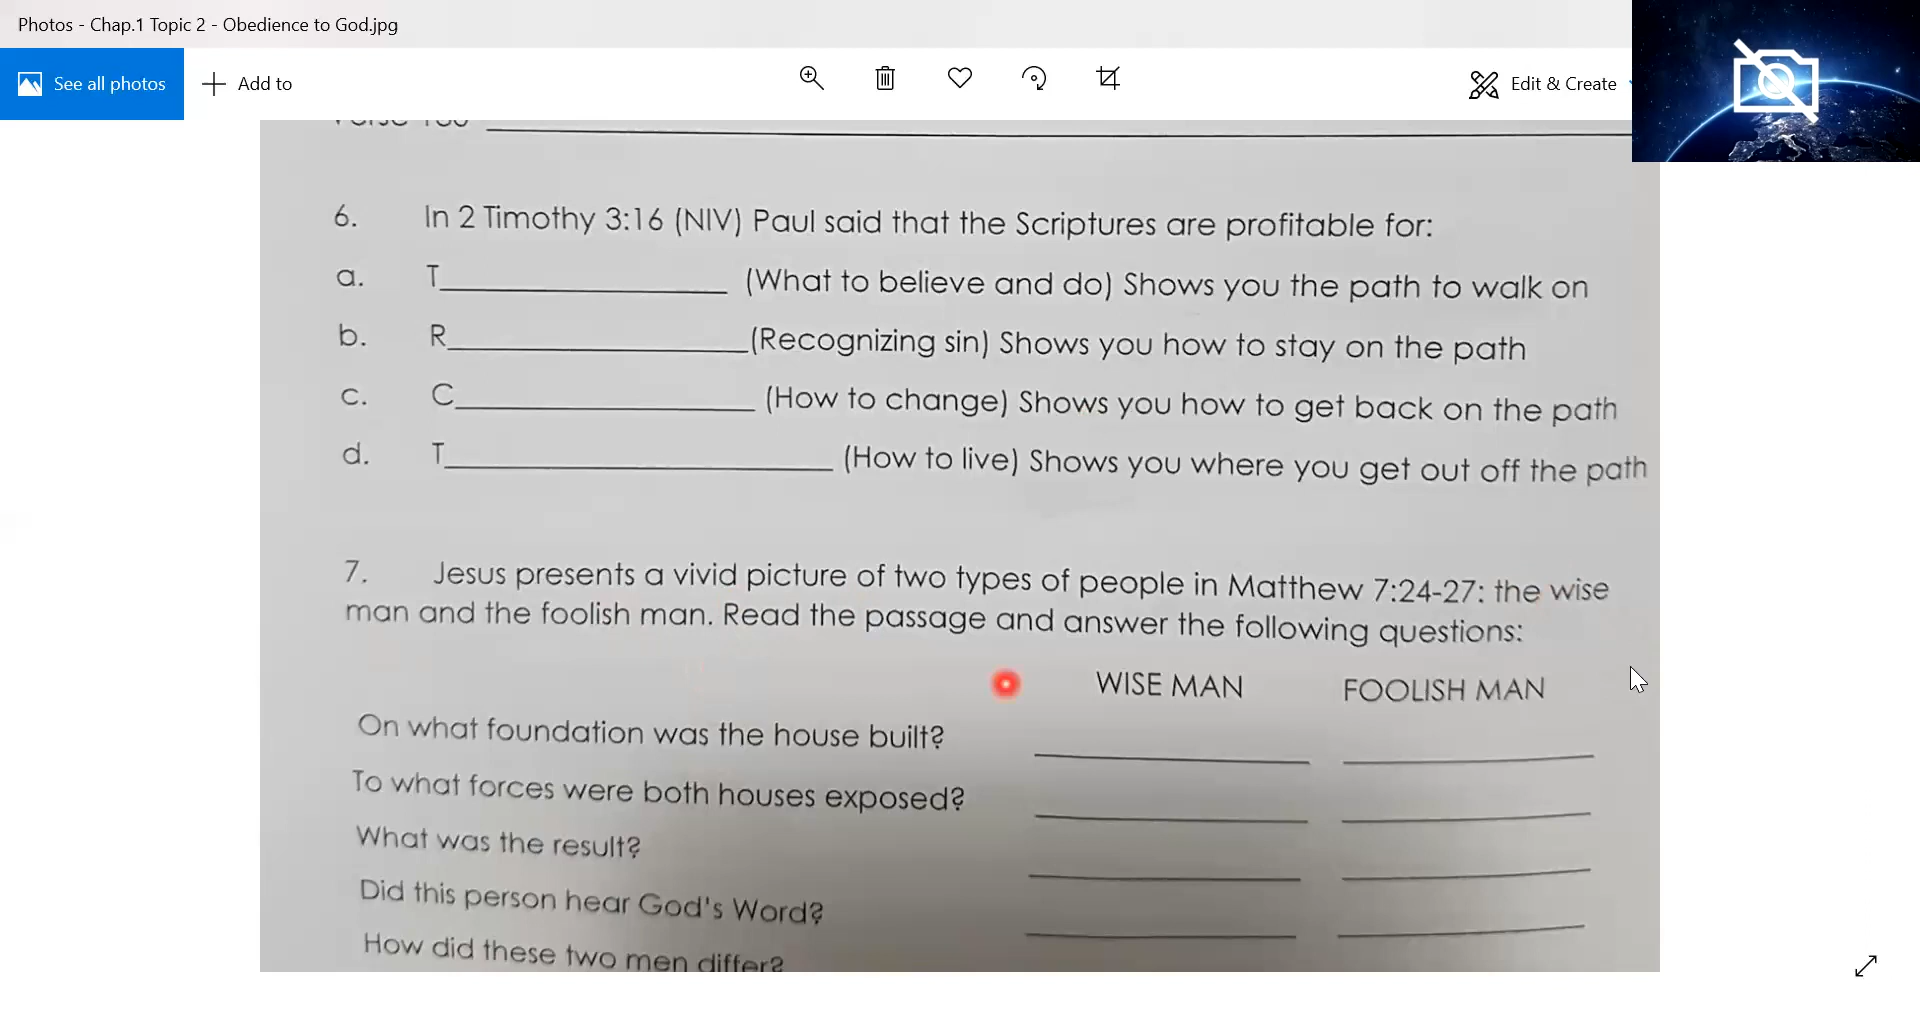 Photos - Chap.1 Topic 2 - Obedience to God.jpg
See all photos
Add to
Edit & Create
6. In 2 Timothy 3:16 (NIV) Paul said that the Scriptures are profitable for:
a. T_______________ (What to believe and do) Shows you the path to walk on
b. R_______________(Recognizing sin) Shows you how to stay on the path
c. C_______________ (How to change) Shows you how to get back on the path
d. T____________________ (How to live) Shows you where you get out off the path
7. Jesus presents a vivid picture of two types of people in Matthew 7:24-27: the wise
man and the foolish man. Read the passage and answer the following questions:
WISE MAN FOOLISH MAN
On what foundation was the house built?
To what forces were both houses exposed?
What was the result?
Did this person hear God's Word?
How did these two men differ?